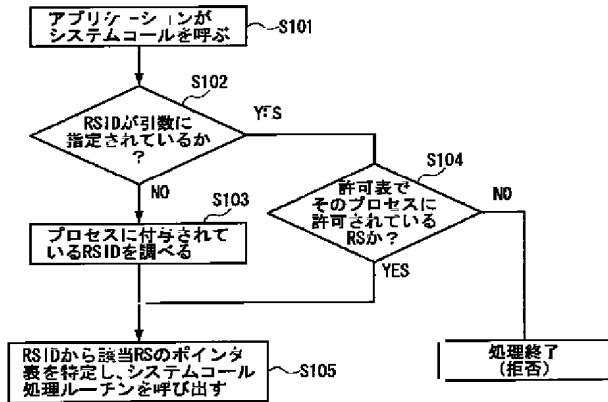 アプリケーションが
システムコールを呼ぶ
S101
S102
RSIDが引数に
指定されているか
?
YES
NO
S103
プロセスに付与されて
いるRSIDを調べる
S104
許可表で
そのプロセスに
許可されている
RSか?
NO
YES
RSIDから該当RSのポインタ
表を特定し、システムコール
処理ルーチンを呼び出す
S105
処理終了
(拒否)